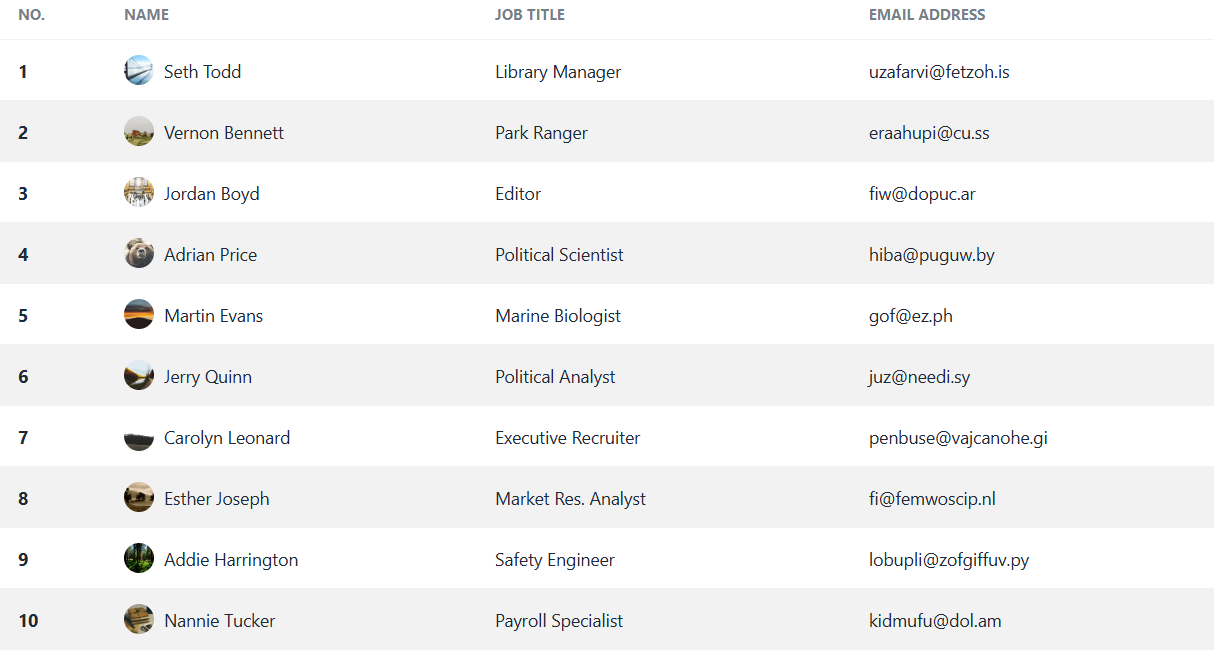 NO. NAME JOB TITLE EMAIL ADDRESS
1 Seth Todd Library Manager uzafarvi@fetzoh.is
2 Vernon Bennett Park Ranger eraahupi@cu.ss
3 Jordan Boyd Editor fiw@dopuc.ar
4 Adrian Price Political Scientist hiba@puguw.by
5 Martin Evans Marine Biologist gof@ez.ph
6 Jerry Quinn Political Analyst juz@needi.sy
7 Carolyn Leonard Executive Recruiter penbuse@vajcanohe.gi
8 Esther Joseph Market Res. Analyst fi@femwoscip.nl
9 Addie Harrington Safety Engineer lobupli@zofgiffuv.py
10 Nannie Tucker Payroll Specialist kidmufu@dol.am